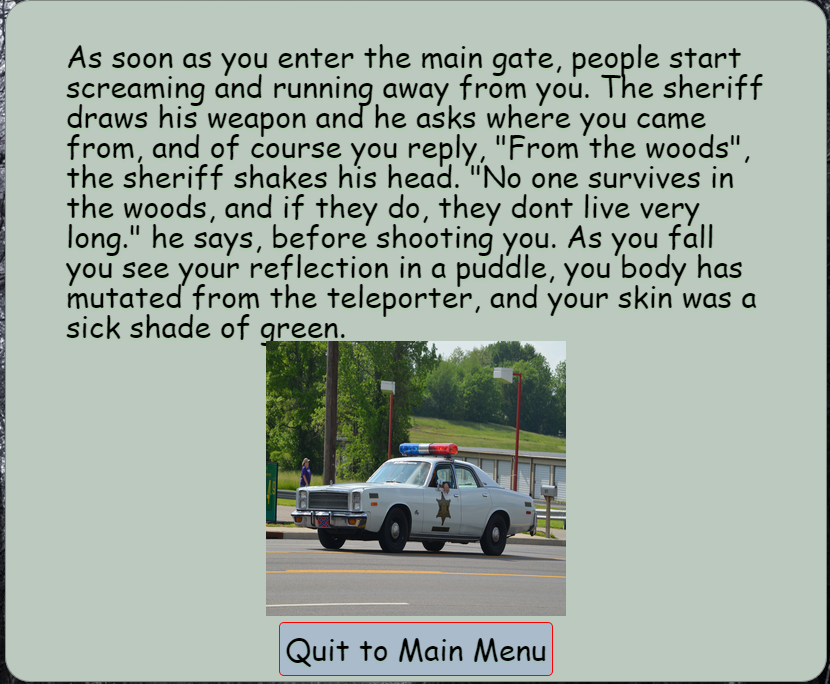 As soon as you enter the main gate, people start
screaming and running away from you. The sheriff
draws his weapon and he asks where you came
from, and of course you reply, "From the woods",
the sheriff shakes his head. "No one survives in
the woods, and if they do, they dont live very
long." he says, before shooting you. As you fall
you see your reflection in a puddle, you body has
mutated from the teleporter, and your skin was a
sick shade of green.
Quit to Main Menu